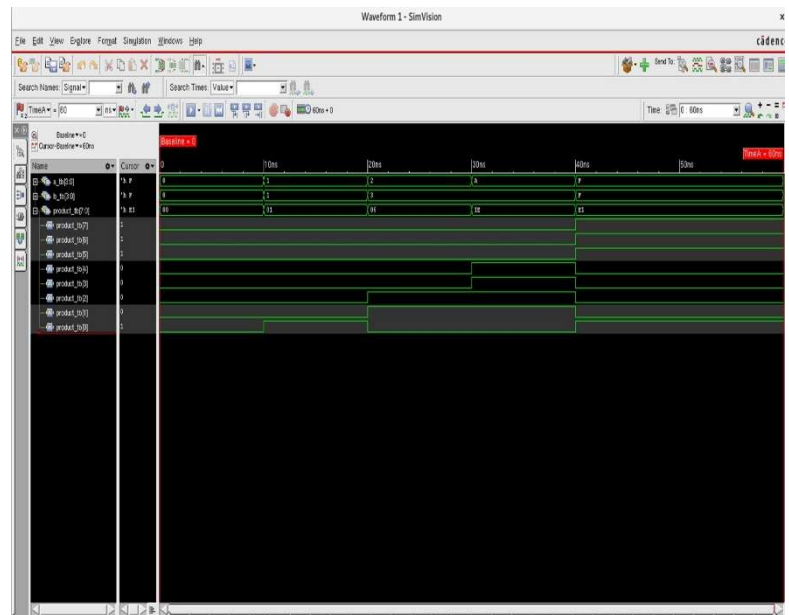 Waveform 1 - SimVision
x
File Edit View Explore Format Simulation Windows Help
cādenc
Send To:
Search Names: Signal
Search Times: Value
TimeA = 60 ns
60ns + 0
Time: 0 : 60ns
Baseline = 0
Cursor-Baseline = 60ns
Baseline = 0
TimeA = 60ns
Name Cursor 0 10ns 20ns 30ns 40ns 50ns
a_tb[3:0] 'h F 0 1 2 A F
b_tb[3:0] 'h F 0 1 3 F
product_tb[7:0] 'h E1 00 01 06 1E E1
product_tb[7] 1
product_tb[6] 1
product_tb[5] 1
product_tb[4] 0
product_tb[3] 0
product_tb[2] 0
product_tb[1] 0
product_tb[0] 1